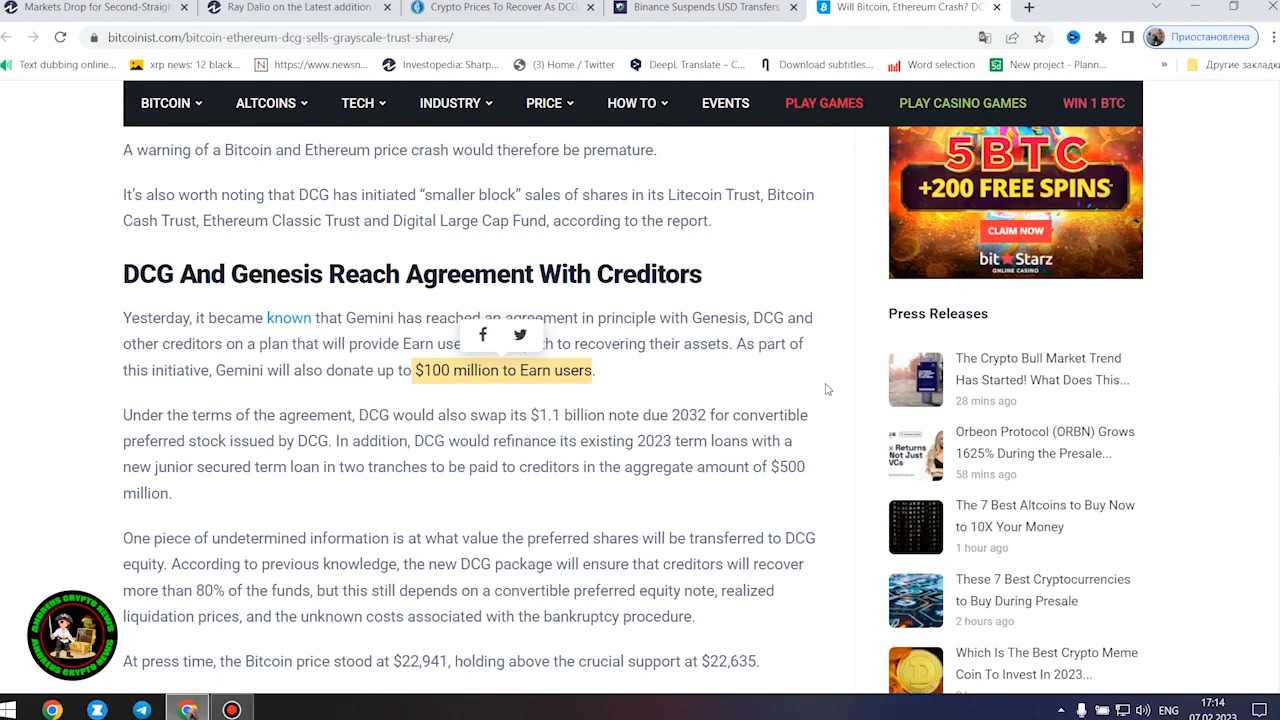 Markets Drop for Second-Straigh
Ray Dalio on the Latest addition
Crypto Prices To Recover As DCG
Binance Suspends USD Transfers
Will Bitcoin, Ethereum Crash? DC
bitcoinist.com/bitcoin-ethereum-dcg-sells-grayscale-trust-shares/
Приостановлена
Text dubbing online...
xrp news: 12 black...
https://www.newsn...
Investopedia: Sharp...
(3) Home / Twitter
DeepL Translate – C...
Download subtitles...
Word selection
New project - Plann...
»
Другие закладки
BITCOIN
ALTCOINS
TECH
INDUSTRY
PRICE
HOW TO
EVENTS
PLAY GAMES
PLAY CASINO GAMES
WIN 1 BTC
A warning of a Bitcoin and Ethereum price crash would therefore be premature.
It's also worth noting that DCG has initiated “smaller block” sales of shares in its Litecoin Trust, Bitcoin
Cash Trust, Ethereum Classic Trust and Digital Large Cap Fund, according to the report.
DCG And Genesis Reach Agreement With Creditors
Yesterday, it became known that Gemini has reached an agreement in principle with Genesis, DCG and
other creditors on a plan that will provide Earn use th to recovering their assets. As part of
this initiative, Gemini will also donate up to $100 million to Earn users.
Under the terms of the agreement, DCG would also swap its $1.1 billion note due 2032 for convertible
preferred stock issued by DCG. In addition, DCG would refinance its existing 2023 term loans with a
new junior secured term loan in two tranches to be paid to creditors in the aggregate amount of $500
million.
One piece of indetermined information is at what value the preferred shares will be transferred to DCG
equity. According to previous knowledge, the new DCG package will ensure that creditors will recover
more than 80% of the funds, but this still depends on a convertible preferred equity note, realized
liquidation prices, and the unknown costs associated with the bankruptcy procedure.
At press time, the Bitcoin price stood at $22,941, holding above the crucial support at $22,635.
5BTC
+200 FREE SPINS
CLAIM NOW
bitStarz
ONLINE CASINO
Press Releases
The Crypto Bull Market Trend
Has Started! What Does This...
28 mins ago
Returns
Not Just
VCs
Orbeon Protocol (ORBN) Grows
1625% During the Presale...
58 mins ago
The 7 Best Altcoins to Buy Now
to 10X Your Money
1 hour ago
These 7 Best Cryptocurrencies
to Buy During Presale
2 hours ago
Which Is The Best Crypto Meme
Coin To Invest In 2023...
ANDREUS CRYPTO NEWS
ANDREUS CRYPTO NEWS
ENG
17:14
07.02.2023